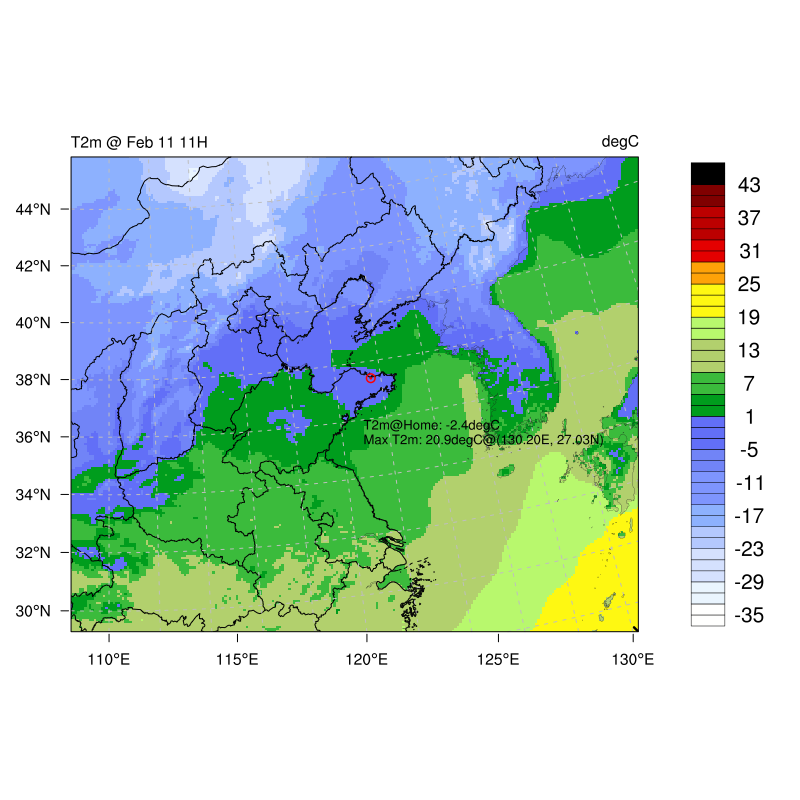 T2m @ Feb 11 11H
degC
44°N
42°N
40°N
38°N
36°N
34°N
32°N
30°N
T2m@Home: -2.4degC
Max T2m: 20.9degC@(130.20E, 27.03N)
110°E
115°E
120°E
125°E
130°E
43
37
31
25
19
13
7
1
-5
-11
-17
-23
-29
-35